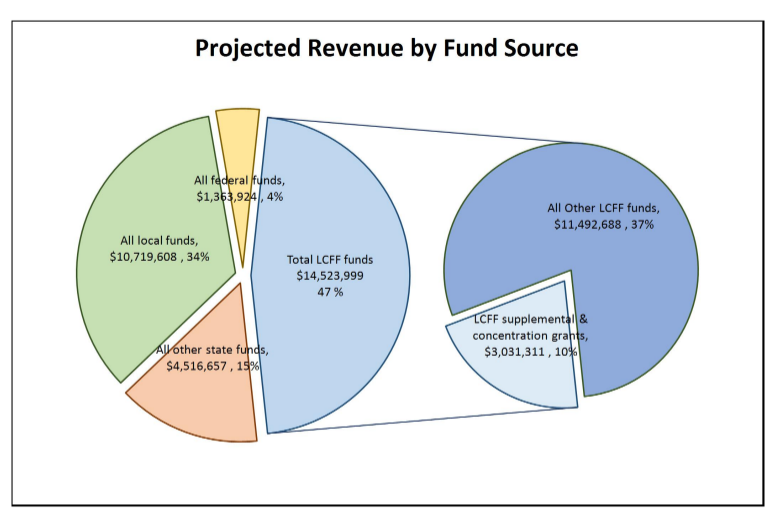 Projected Revenue by Fund Source
All federal funds,
$1,363,924 , 4%
All local funds,
$10,719,608 , 34%
Total LCFF funds
$14,523,999
47 %
All other state funds,
$4,516,657 , 15%
All Other LCFF funds,
$11,492,688 , 37%
LCFF supplemental &
concentration grants,
$3,031,311 , 10%